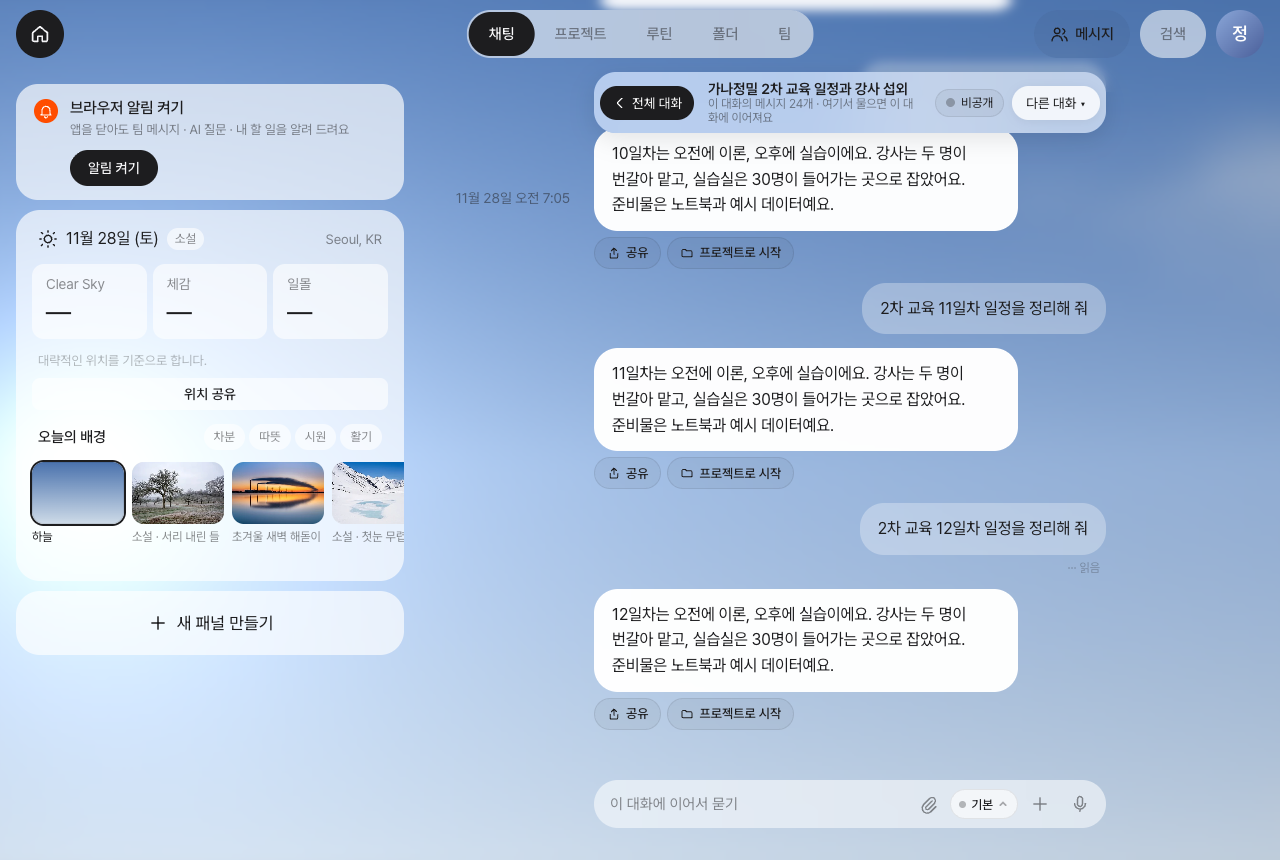 채팅
프로젝트
루틴
폴더
팀
메시지
검색
정
브라우저 알림 켜기
앱을 닫아도 팀 메시지 · AI 질문 · 내 할 일을 알려 드려요
알림 켜기
11월 28일 (토)
소설
Seoul, KR
Clear Sky
—
체감
—
일몰
—
대략적인 위치를 기준으로 합니다.
위치 공유
오늘의 배경
차분
따뜻
시원
활기
하늘
소설 · 서리 내린 들
초겨울 새벽 해돋이
소설 · 첫눈 무렵
새 패널 만들기
전체 대화
가나정밀 2차 교육 일정과 강사 섭외
이 대화의 메시지 24개 · 여기서 물으면 이 대
화에 이어져요
비공개
다른 대화
11월 28일 오전 7:05
10일차는 오전에 이론, 오후에 실습이에요. 강사는 두 명이
번갈아 맡고, 실습실은 30명이 들어가는 곳으로 잡았어요.
준비물은 노트북과 예시 데이터예요.
공유
프로젝트로 시작
2차 교육 11일차 일정을 정리해 줘
11일차는 오전에 이론, 오후에 실습이에요. 강사는 두 명이
번갈아 맡고, 실습실은 30명이 들어가는 곳으로 잡았어요.
준비물은 노트북과 예시 데이터예요.
공유
프로젝트로 시작
2차 교육 12일차 일정을 정리해 줘
— 읽음
12일차는 오전에 이론, 오후에 실습이에요. 강사는 두 명이
번갈아 맡고, 실습실은 30명이 들어가는 곳으로 잡았어요.
준비물은 노트북과 예시 데이터예요.
공유
프로젝트로 시작
이 대화에 이어서 묻기
기본